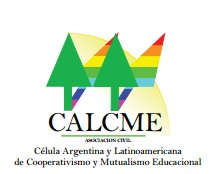 CALCME
ASOCIACION CIVIL
Célula Argentina y Latinoamericana
de Cooperativismo y Mutualismo Educacional